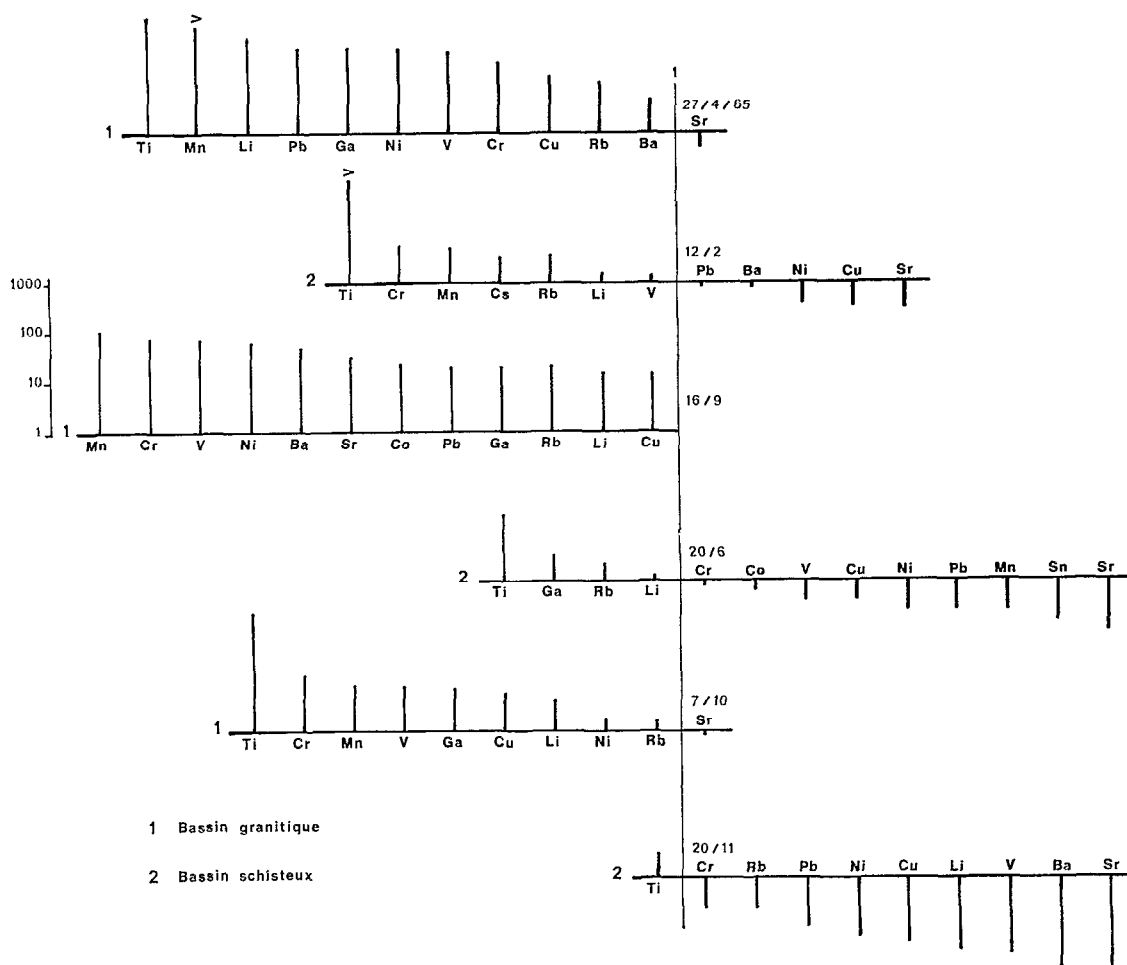 1
27/4/65
Sr
1
Ti Mn Li Pb Ga Ni V Cr Cu Rb Ba
12/2
Pb Ba Ni Cu Sr
2
Ti Cr Mn Cs Rb Li V
1000
100
10
1
16/9
1
Mn Cr V Ni Ba Sr Co Pb Ga Rb Li Cu
20/6
Cr Co V Cu Ni Pb Mn Sn Sr
2
Ti Ga Rb Li
7/10
Sr
1
Ti Cr Mn V Ga Cu Li Ni Rb
1 Bassin granitique
20/11
Cr Rb Pb Ni Cu Li V Ba Sr
2 Bassin schisteux
2
Ti